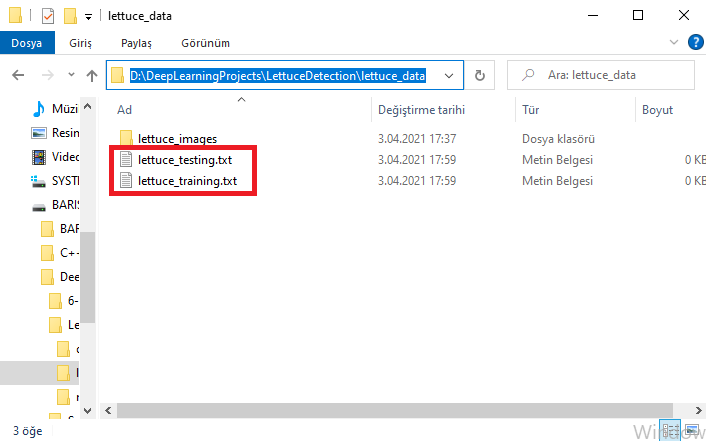 lettuce_data
Dosya Giriş Paylaş Görünüm
D:\DeepLearningProjects\LettuceDetection\lettuce_data
Ara: lettuce_data
Ad Değiştirme tarihi Tür Boyut
lettuce_images 3.04.2021 17:37 Dosya klasörü
lettuce_testing.txt 3.04.2021 17:59 Metin Belgesi 0 KB
lettuce_training.txt 3.04.2021 17:59 Metin Belgesi 0 KB
Müzi
Resin
Video
SYSTI
BARIS
BAR
C+-
Dee
6-
Le
3 öğe
Window